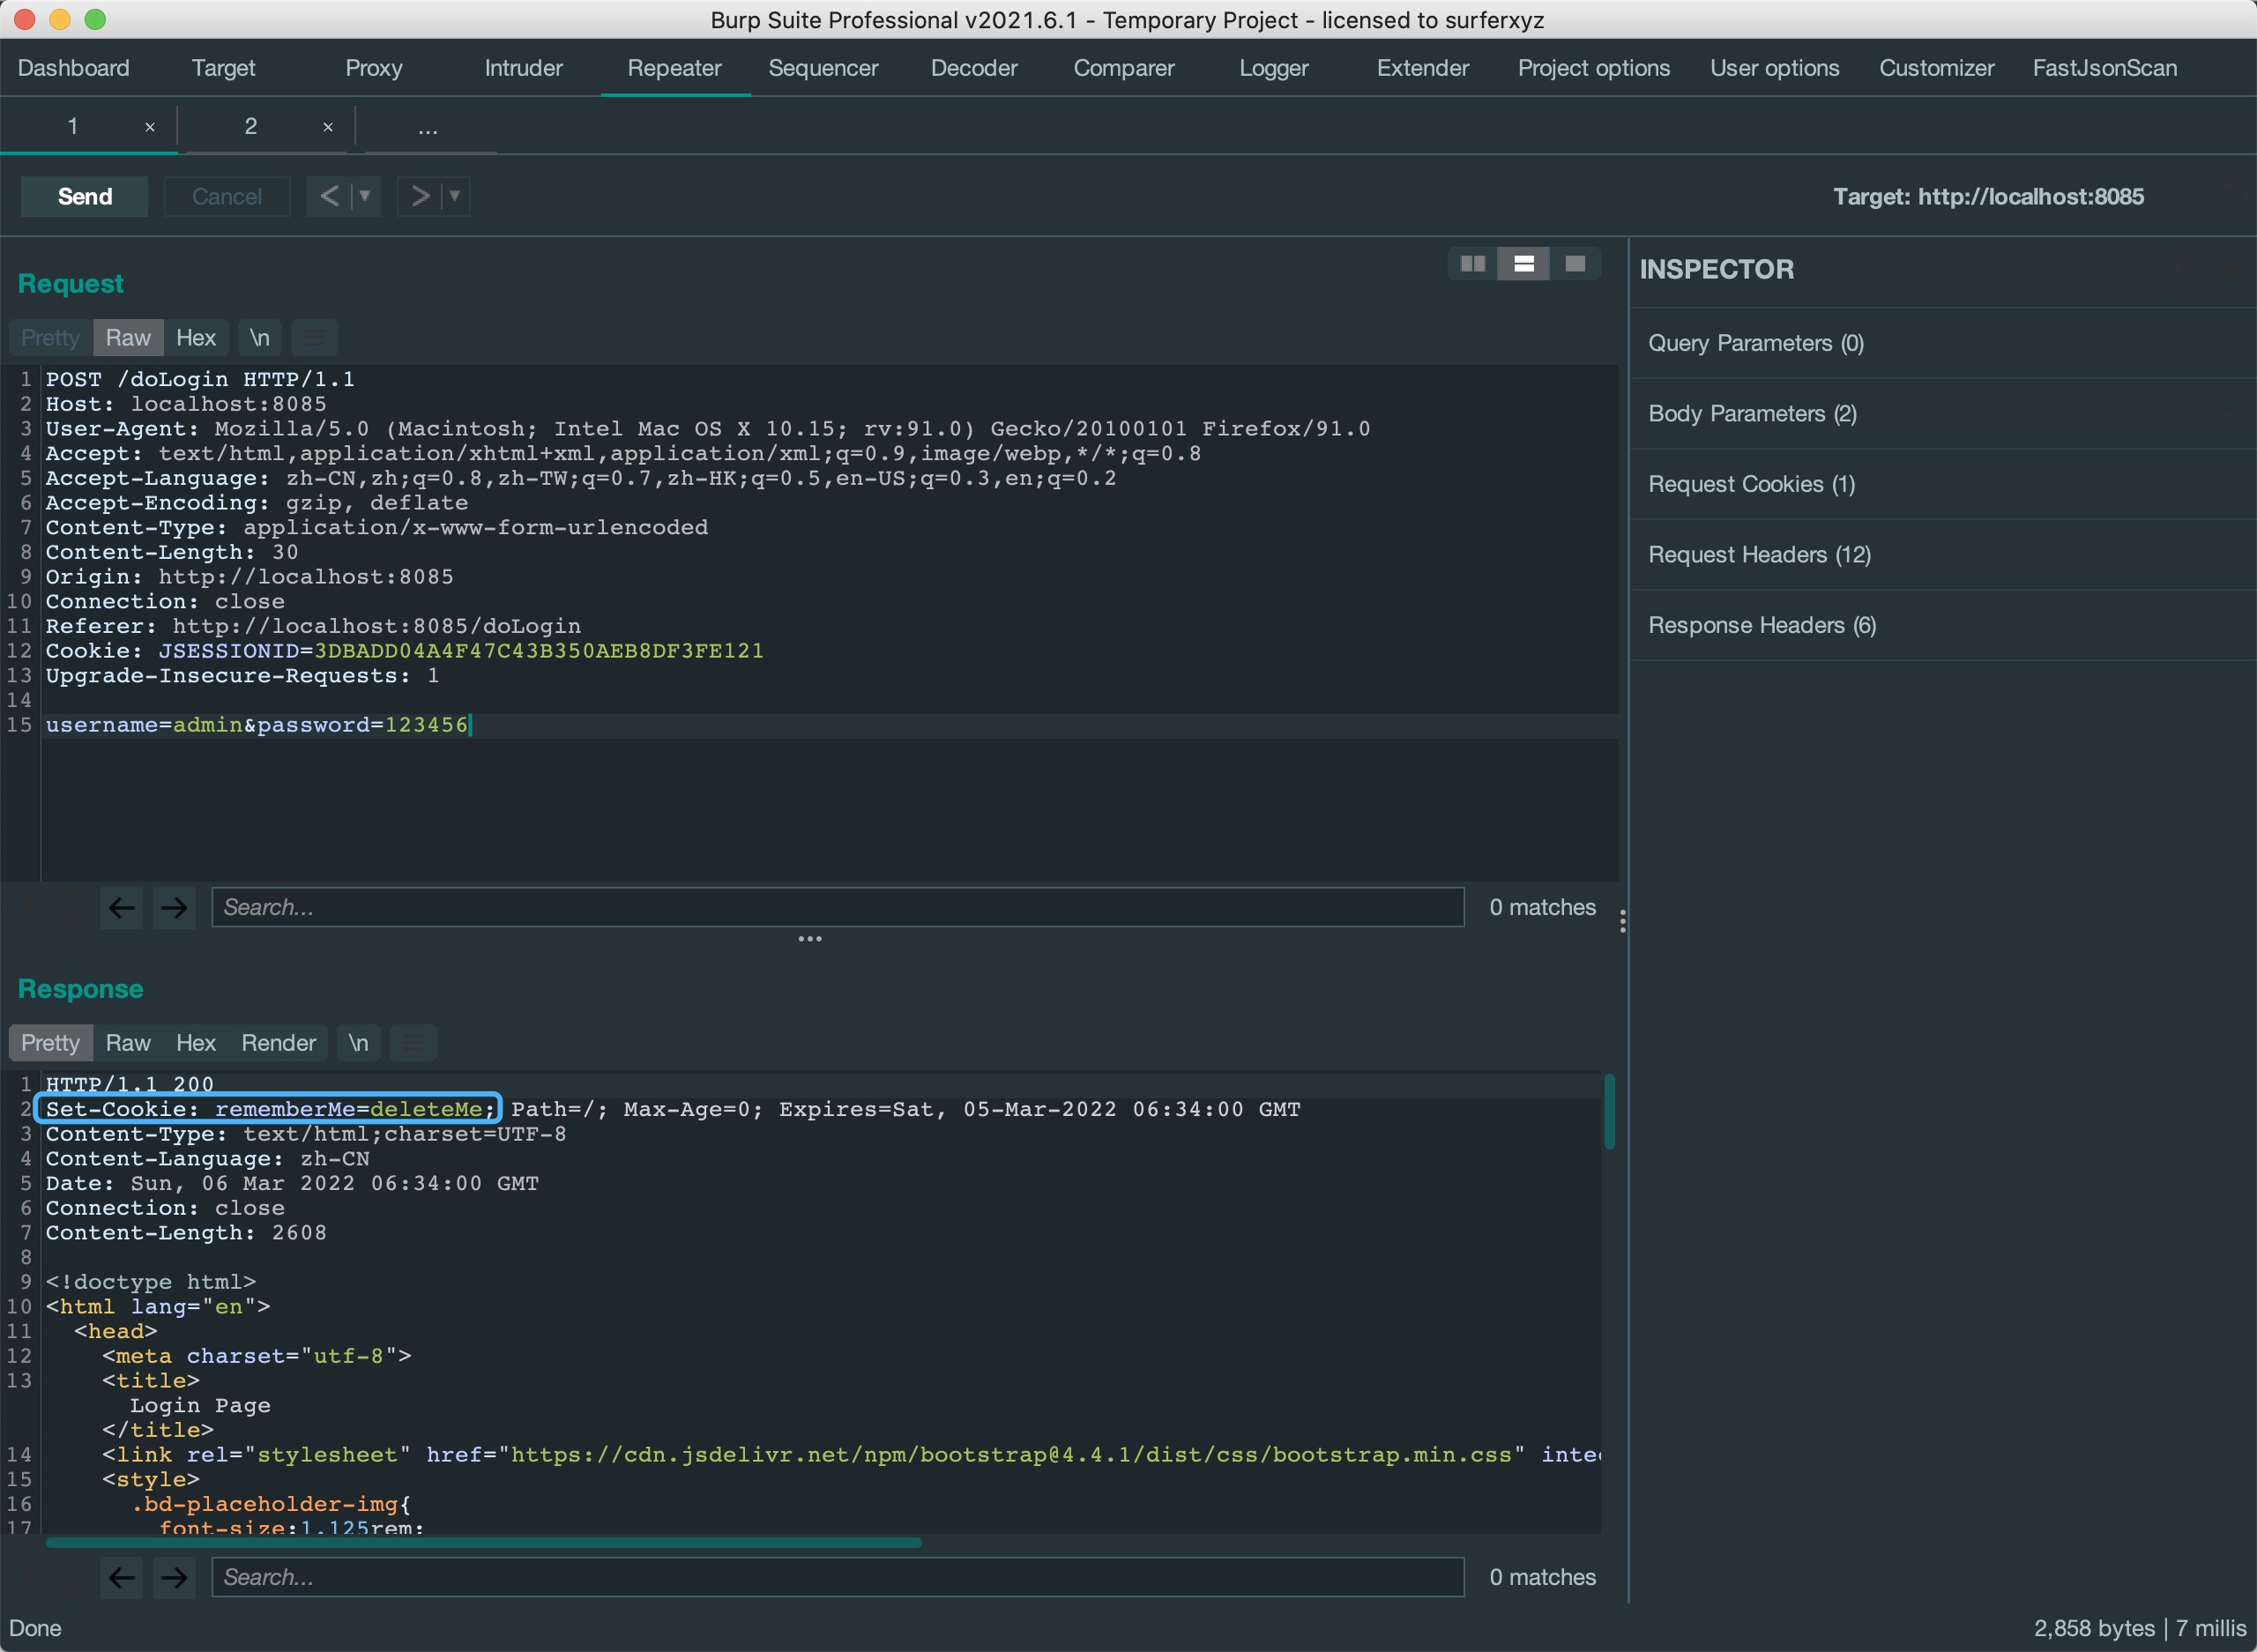 Burp Suite Professional v2021.6.1 - Temporary Project - licensed to surferxyz
Dashboard Target Proxy Intruder Repeater Sequencer Decoder Comparer Logger Extender Project options User options Customizer FastJsonScan
1 × 2 × ...
Send Cancel < ▼ > ▼ Target: http://localhost:8085
Request
Pretty Raw Hex \n
1 POST /doLogin HTTP/1.1
2 Host: localhost:8085
3 User-Agent: Mozilla/5.0 (Macintosh; Intel Mac OS X 10.15; rv:91.0) Gecko/20100101 Firefox/91.0
4 Accept: text/html,application/xhtml+xml,application/xml;q=0.9,image/webp,*/*;q=0.8
5 Accept-Language: zh-CN,zh;q=0.8,zh-TW;q=0.7,zh-HK;q=0.5,en-US;q=0.3,en;q=0.2
6 Accept-Encoding: gzip, deflate
7 Content-Type: application/x-www-form-urlencoded
8 Content-Length: 30
9 Origin: http://localhost:8085
10 Connection: close
11 Referer: http://localhost:8085/doLogin
12 Cookie: JSESSIONID=3DBADD04A4F47C43B350AEB8DF3FE121
13 Upgrade-Insecure-Requests: 1
14
15 username=admin&password=123456
Search... 0 matches
Response
Pretty Raw Hex Render \n
1 HTTP/1.1 200
2 Set-Cookie: rememberMe=deleteMe; Path=/; Max-Age=0; Expires=Sat, 05-Mar-2022 06:34:00 GMT
3 Content-Type: text/html;charset=UTF-8
4 Content-Language: zh-CN
5 Date: Sun, 06 Mar 2022 06:34:00 GMT
6 Connection: close
7 Content-Length: 2608
8
9 <!doctype html>
10 <html lang="en">
11 <head>
12 <meta charset="utf-8">
13 <title>
Login Page
</title>
14 <link rel="stylesheet" href="https://cdn.jsdelivr.net/npm/bootstrap@4.4.1/dist/css/bootstrap.min.css" inte
15 <style>
16 .bd-placeholder-img{
17 font-size:1.125rem;
Search... 0 matches
INSPECTOR
Query Parameters (0)
Body Parameters (2)
Request Cookies (1)
Request Headers (12)
Response Headers (6)
Done 2,858 bytes | 7 millis